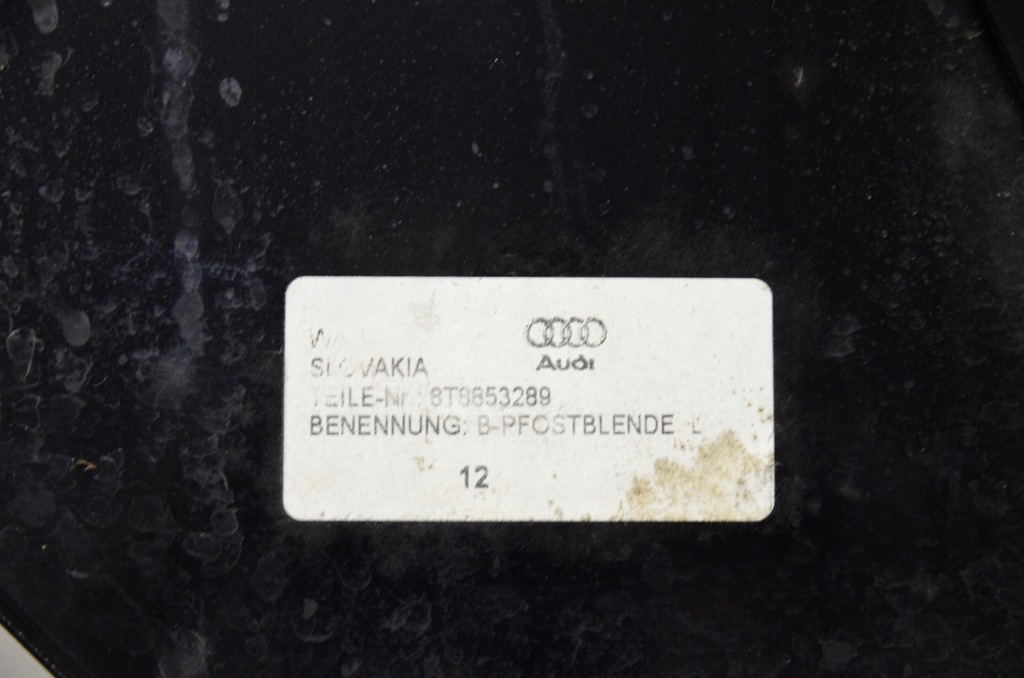 Audi
SLOVAKIA
TEILE-NR.: 8T8853289
BENENNUNG: B-PFOSTBLENDE L
12